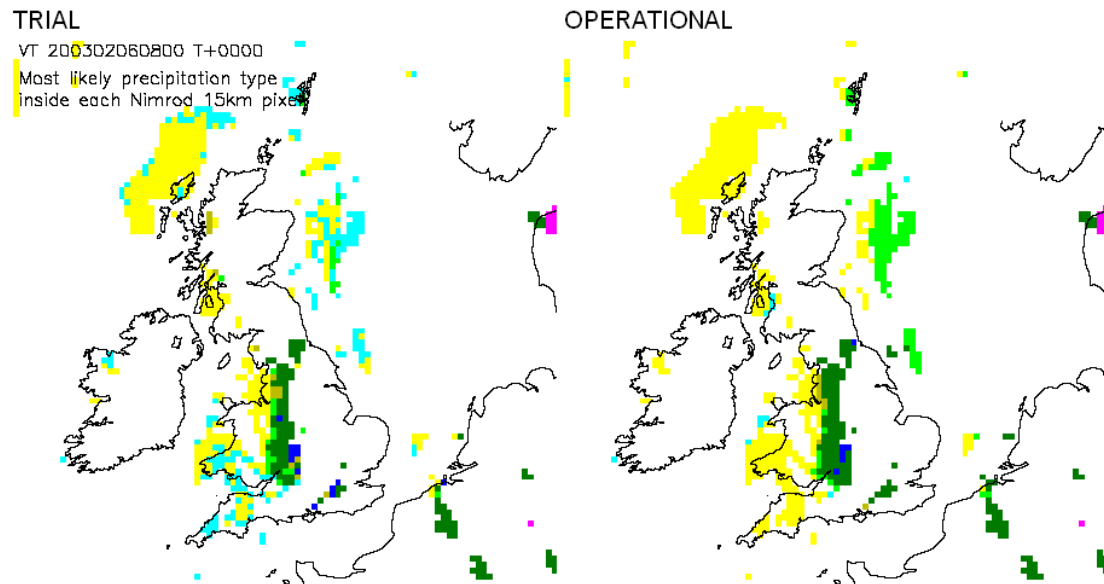 TRIAL
OPERATIONAL
VT 200302060800 T+0000
Most likely precipitation type
inside each Nimrod 15km pixel